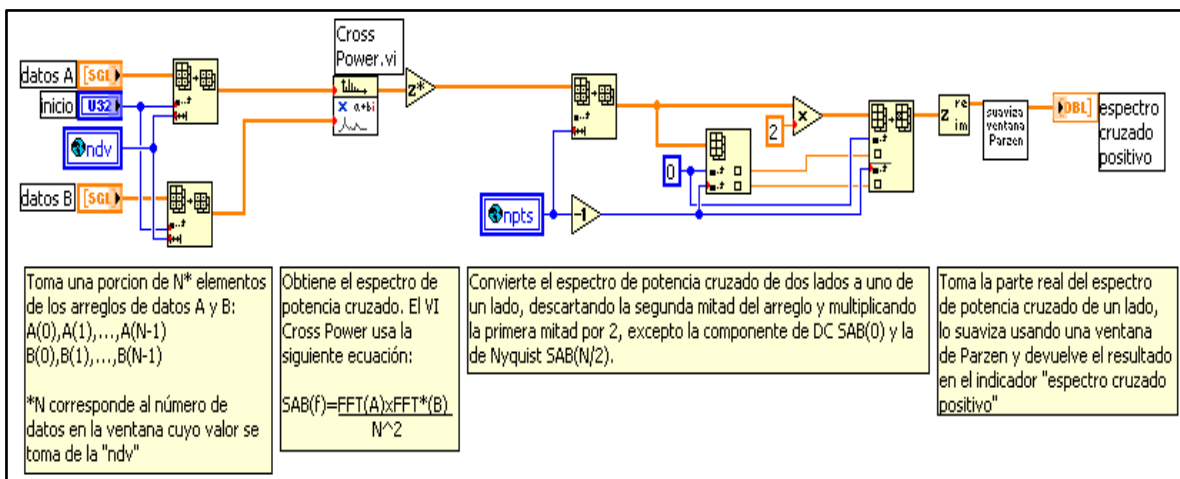 Cross
Power.vi
datos A
[SGL]
inicio
U32
ndv
datos B
[SGL]
a+bi
z*
npts
-1
0
2
x
z
re
im
suaviza
ventana
Parzen
DBL]
espectro
cruzado
positivo
Toma una porcion de N* elementos
de los arreglos de datos A y B:
A(0),A(1),...,A(N-1)
B(0),B(1),...,B(N-1)
*N corresponde al número de
datos en la ventana cuyo valor se
toma de la "ndv"
Obtiene el espectro de
potencia cruzado. El VI
Cross Power usa la
siguiente ecuación:
SAB(f)=FFT(A)xFFT*(B)
N^2
Convierte el espectro de potencia cruzado de dos lados a uno de
un lado, descartando la segunda mitad del arreglo y multiplicando
la primera mitad por 2, excepto la componente de DC SAB(0) y la
de Nyquist SAB(N/2).
Toma la parte real del espectro
de potencia cruzado de un lado,
lo suaviza usando una ventana
de Parzen y devuelve el resultado
en el indicador "espectro cruzado
positivo"